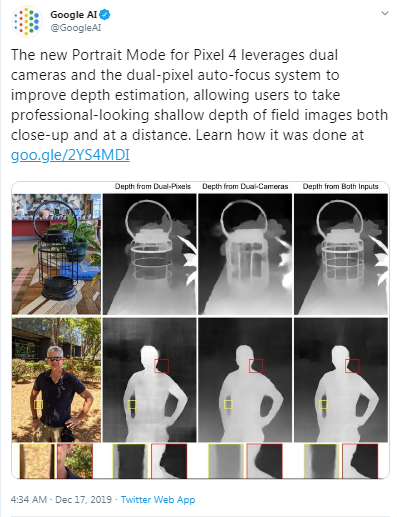 Google AI
@GoogleAI
The new Portrait Mode for Pixel 4 leverages dual
cameras and the dual-pixel auto-focus system to
improve depth estimation, allowing users to take
professional-looking shallow depth of field images both
close-up and at a distance. Learn how it was done at
goo.gle/2YS4MDI
Depth from Dual-Pixels Depth from Dual-Cameras Depth from Both Inputs
4:34 AM · Dec 17, 2019 · Twitter Web App